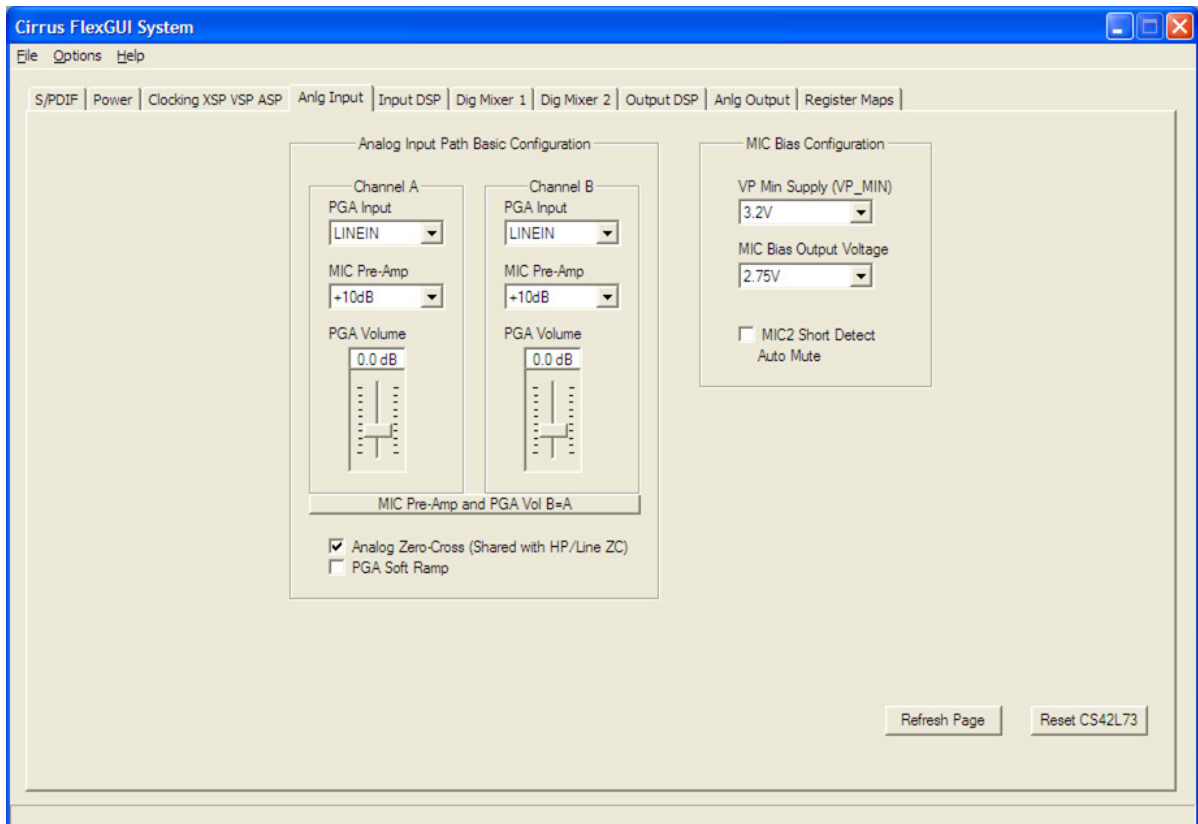 Cirrus FlexGUI System
File Options Help
S/PDIF Power Clocking XSP VSP ASP Anlg Input Input DSP Dig Mixer 1 Dig Mixer 2 Output DSP Anlg Output Register Maps
Analog Input Path Basic Configuration
Channel A
PGA Input
LINEIN
MIC Pre-Amp
+10dB
PGA Volume
0.0 dB
Channel B
PGA Input
LINEIN
MIC Pre-Amp
+10dB
PGA Volume
0.0 dB
MIC Pre-Amp and PGA Vol B=A
Analog Zero-Cross (Shared with HP/Line ZC)
PGA Soft Ramp
MIC Bias Configuration
VP Min Supply (VP_MIN)
3.2V
MIC Bias Output Voltage
2.75V
MIC2 Short Detect
Auto Mute
Refresh Page
Reset CS42L73